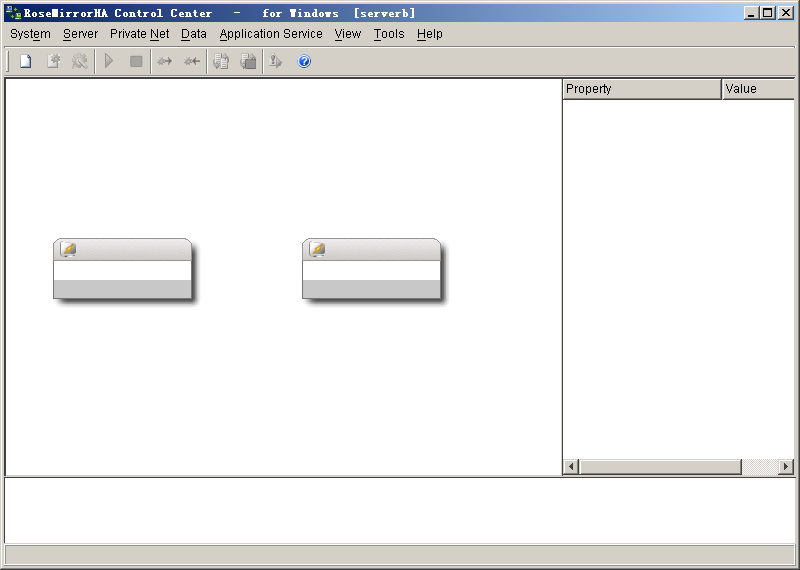 RoseMirrorHA Control Center - for Windows [serverb]
System Server Private Net Data Application Service View Tools Help
Property Value